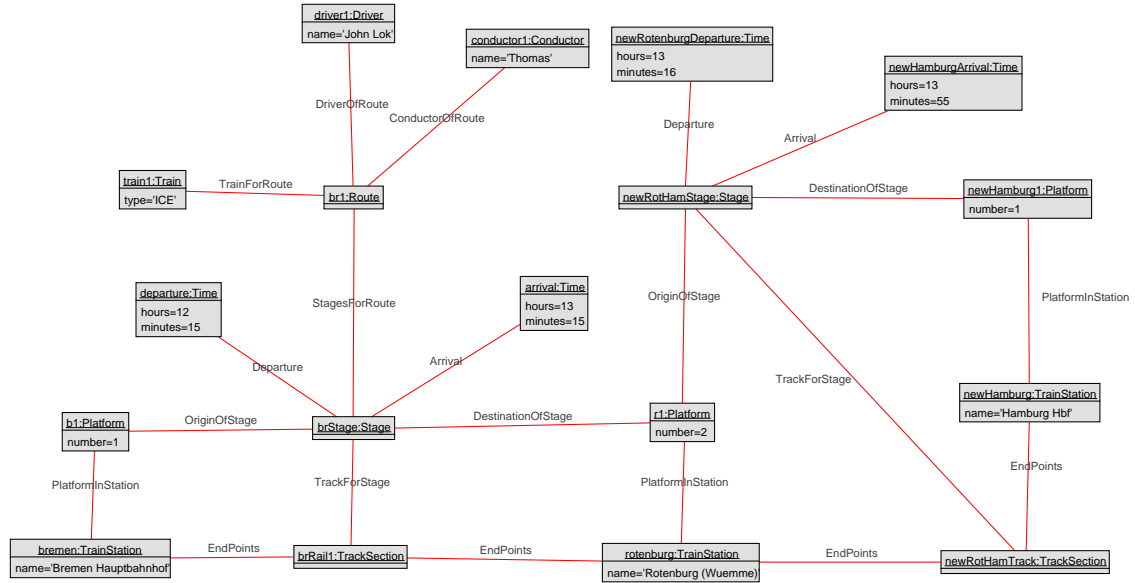 driver1:Driver
name='John Lok'
conductor1:Conductor
name='Thomas'
newRotenburgDeparture:Time
hours=13
minutes=16
newHamburgArrival:Time
hours=13
minutes=55
DriverOfRoute
ConductorOfRoute
Departure
Arrival
train1:Train
type='ICE'
TrainForRoute
br1:Route
newRotHamStage:Stage
DestinationOfStage
newHamburg1:Platform
number=1
departure:Time
hours=12
minutes=15
StagesForRoute
arrival:Time
hours=13
minutes=15
OriginOfStage
PlatformInStation
Departure
Arrival
TrackForStage
b1:Platform
number=1
OriginOfStage
brStage:Stage
DestinationOfStage
r1:Platform
number=2
newHamburg:TrainStation
name='Hamburg Hbf'
PlatformInStation
TrackForStage
PlatformInStation
EndPoints
bremen:TrainStation
name='Bremen Hauptbahnhof'
EndPoints
brRail1:TrackSection
EndPoints
rotenburg:TrainStation
name='Rotenburg (Wuemme)'
EndPoints
newRotHamTrack:TrackSection